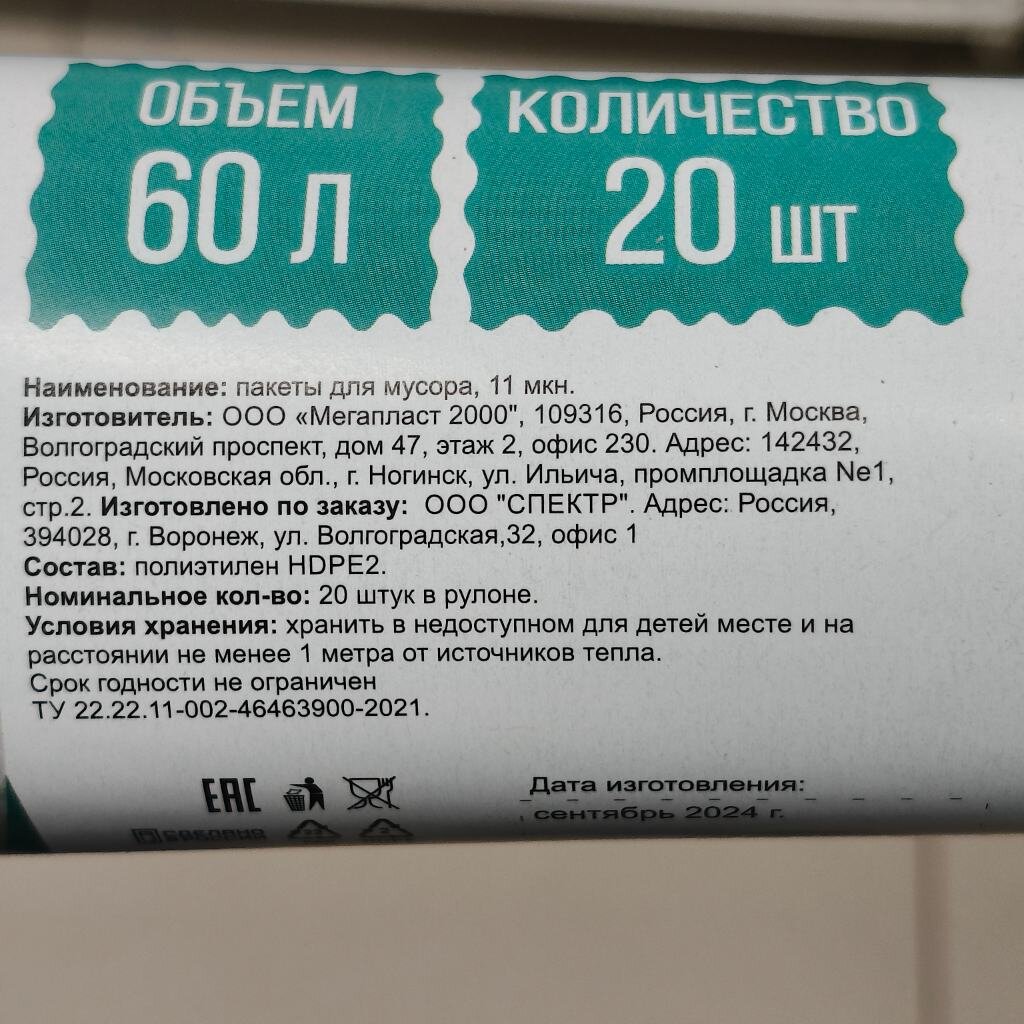 ОБЪЕМ
60 Л
КОЛИЧЕСТВО
20 ШТ
Наименование: пакеты для мусора, 11 мкн.
Изготовитель: ООО «Мегапласт 2000", 109316, Россия, г. Москва,
Волгоградский проспект, дом 47, этаж 2, офис 230. Адрес: 142432,
Россия, Московская обл., г. Ногинск, ул. Ильича, промплощадка №1,
стр.2. Изготовлено по заказу: ООО "СПЕКТР". Адрес: Россия,
394028, г. Воронеж, ул. Волгоградская,32, офис 1
Состав: полиэтилен HDPE2.
Номинальное кол-во: 20 штук в рулоне.
Условия хранения: хранить в недоступном для детей месте и на
расстоянии не менее 1 метра от источников тепла.
Срок годности не ограничен
ТУ 22.22.11-002-46463900-2021.
EAC
Дата изготовления:
сентябрь 2024 г.